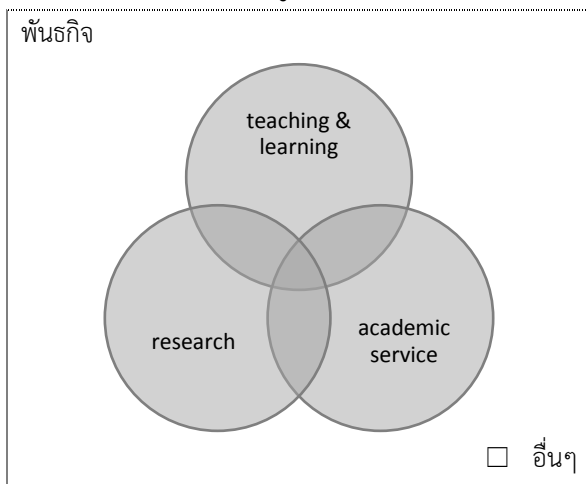 พันธกิจ
teaching &
learning
research
academic
service
☐ อื่นๆ